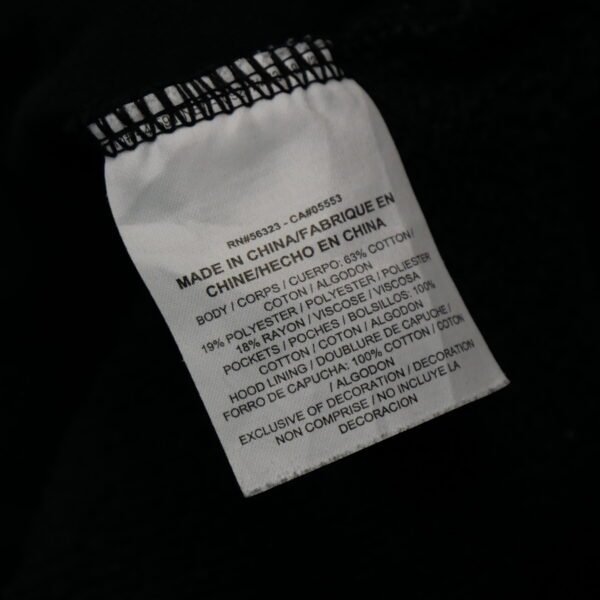 RN#56323 - CA#05553
MADE IN CHINA/FABRIQUE EN
CHINE/HECHO EN CHINA
BODY / CORPS / CUERPO: 63% COTTON /
COTON / ALGODON
19% POLYESTER / POLYESTER / POLIESTER
18% RAYON / VISCOSE / VISCOSA
POCKETS / POCHES / BOLSILLOS: 100%
COTTON / COTON / ALGODON
HOOD LINING / DOUBLURE DE CAPUCHE /
FORRO DE CAPUCHA: 100% COTTON / COTON
/ ALGODON
EXCLUSIVE OF DECORATION / DECORATION
NON COMPRISE / NO INCLUYE LA
DECORACION